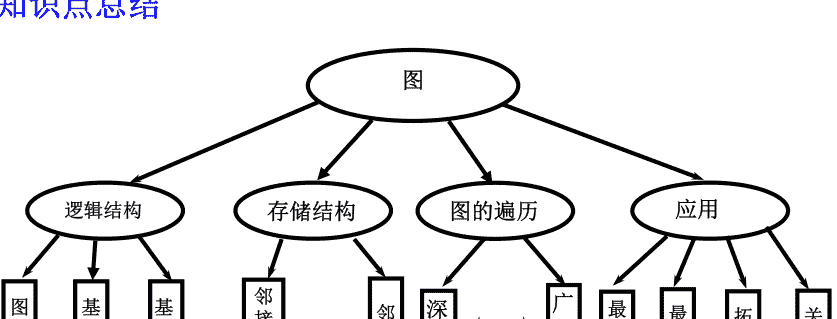 知识点总结
图
逻辑结构 存储结构 图的遍历 应用
图 基 基 邻接 邻 深 广 最 最 拓 关